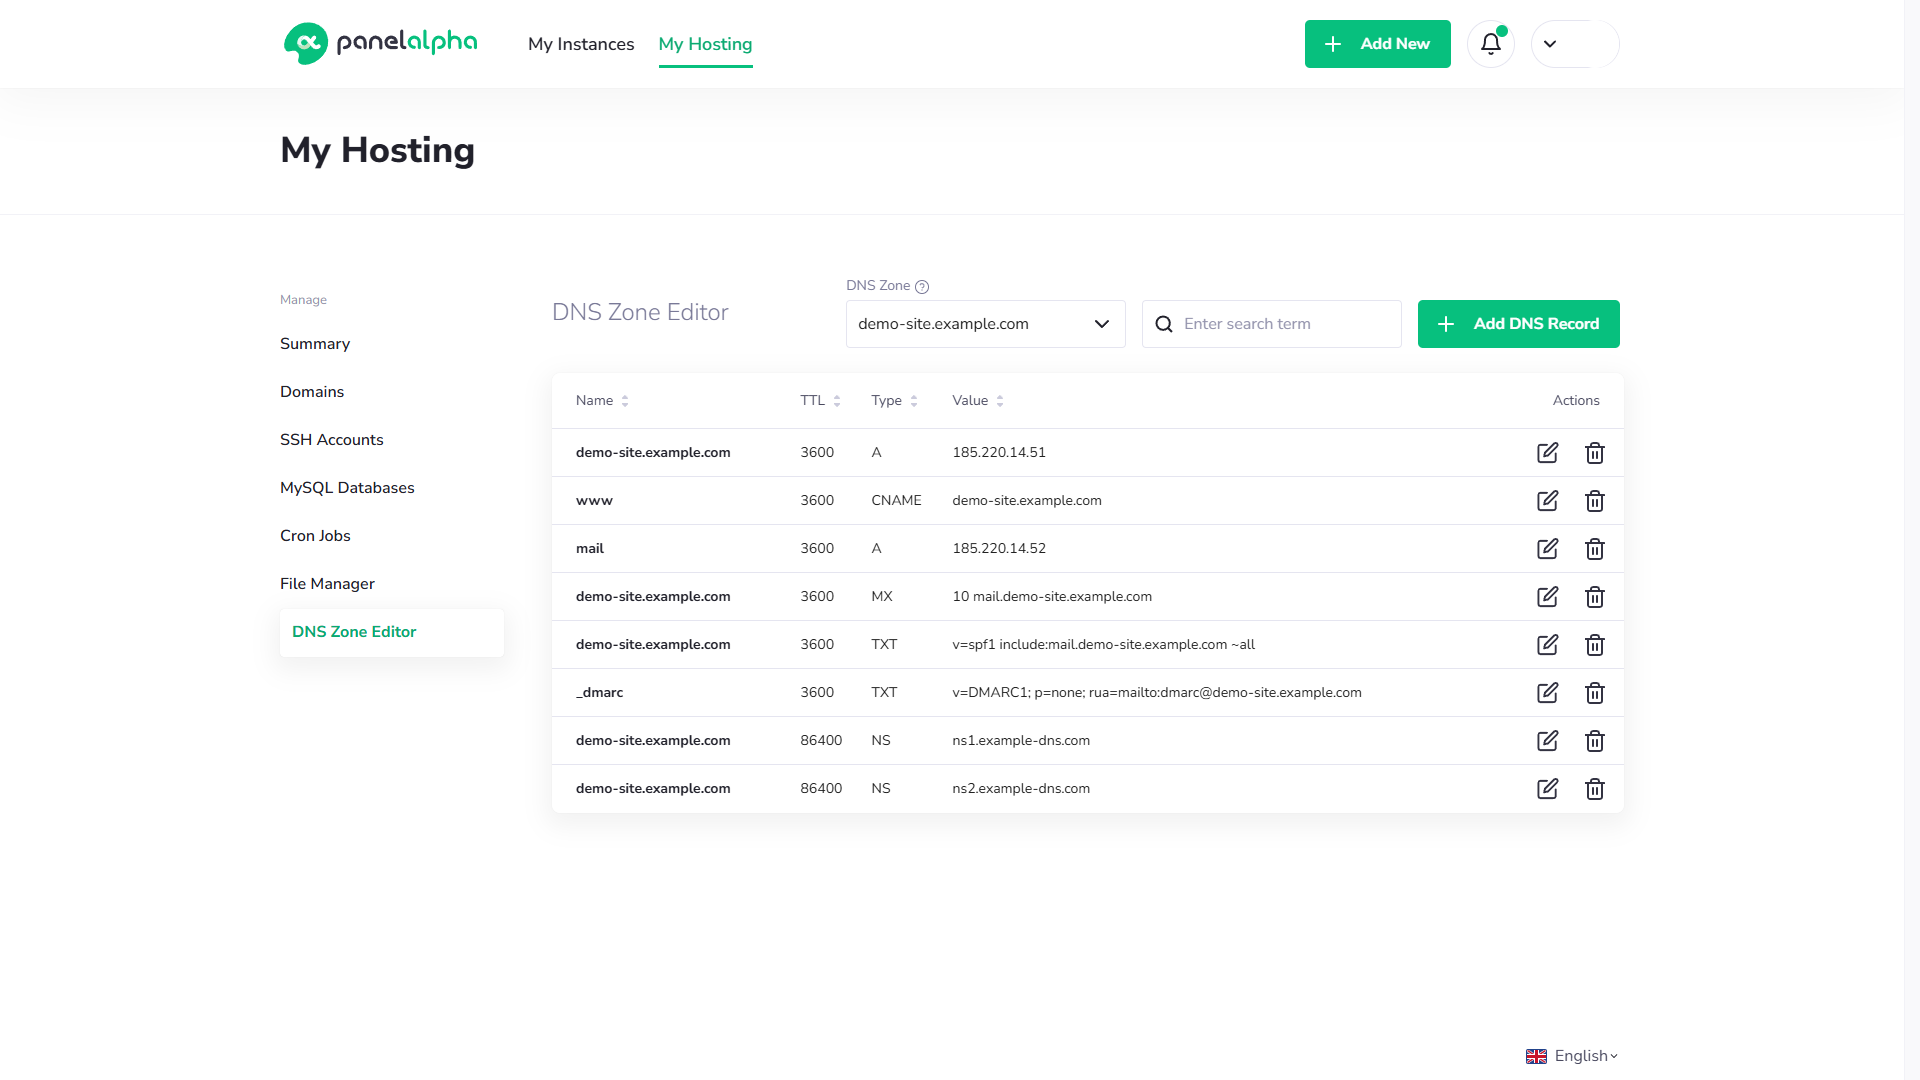 panelalpha
My Instances
My Hosting
Add New
My Hosting
Manage
Summary
Domains
SSH Accounts
MySQL Databases
Cron Jobs
File Manager
DNS Zone Editor
DNS Zone Editor
DNS Zone ?
demo-site.example.com
Enter search term
Add DNS Record
Name TTL Type Value Actions
demo-site.example.com 3600 A 185.220.14.51
www 3600 CNAME demo-site.example.com
mail 3600 A 185.220.14.52
demo-site.example.com 3600 MX 10 mail.demo-site.example.com
demo-site.example.com 3600 TXT v=spf1 include:mail.demo-site.example.com ~all
_dmarc 3600 TXT v=DMARC1; p=none; rua=mailto:dmarc@demo-site.example.com
demo-site.example.com 86400 NS ns1.example-dns.com
demo-site.example.com 86400 NS ns2.example-dns.com
English